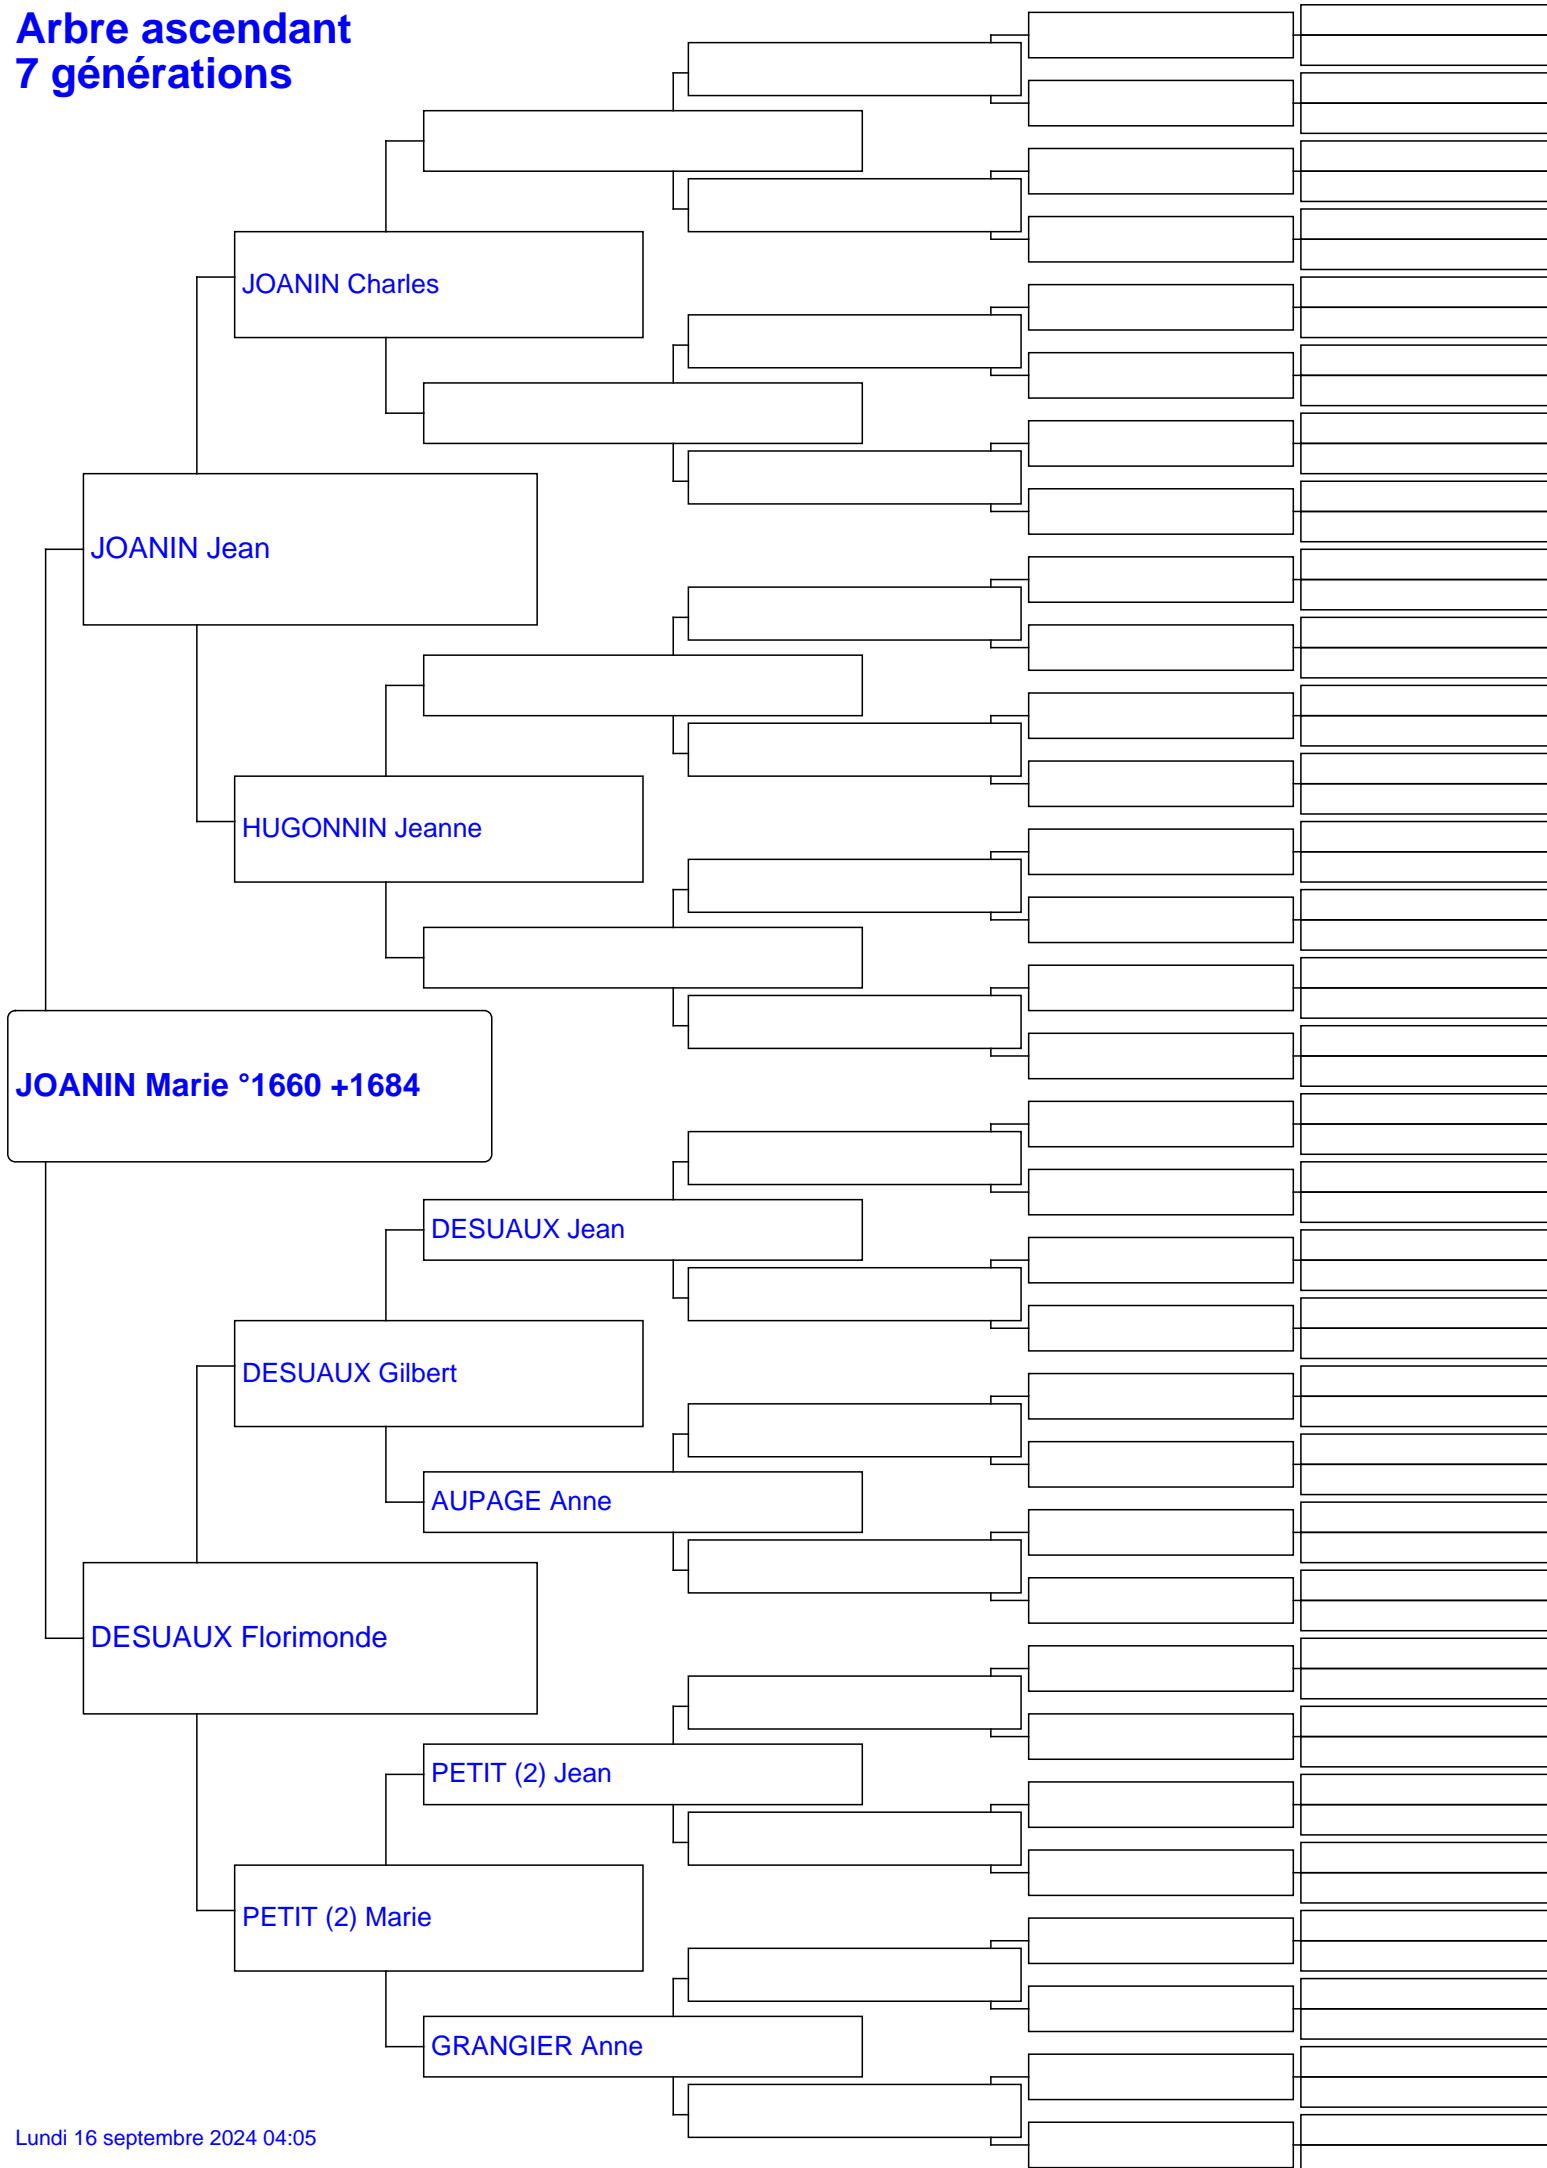 Arbre ascendant
7 générations
JOANIN Charles
JOANIN Jean
HUGONNIN Jeanne
JOANIN Marie °1660 +1684
DESUAUX Jean
DESUAUX Gilbert
AUPAGE Anne
DESUAUX Florimonde
PETIT (2) Jean
PETIT (2) Marie
GRANGIER Anne
Lundi 16 septembre 2024 04:05